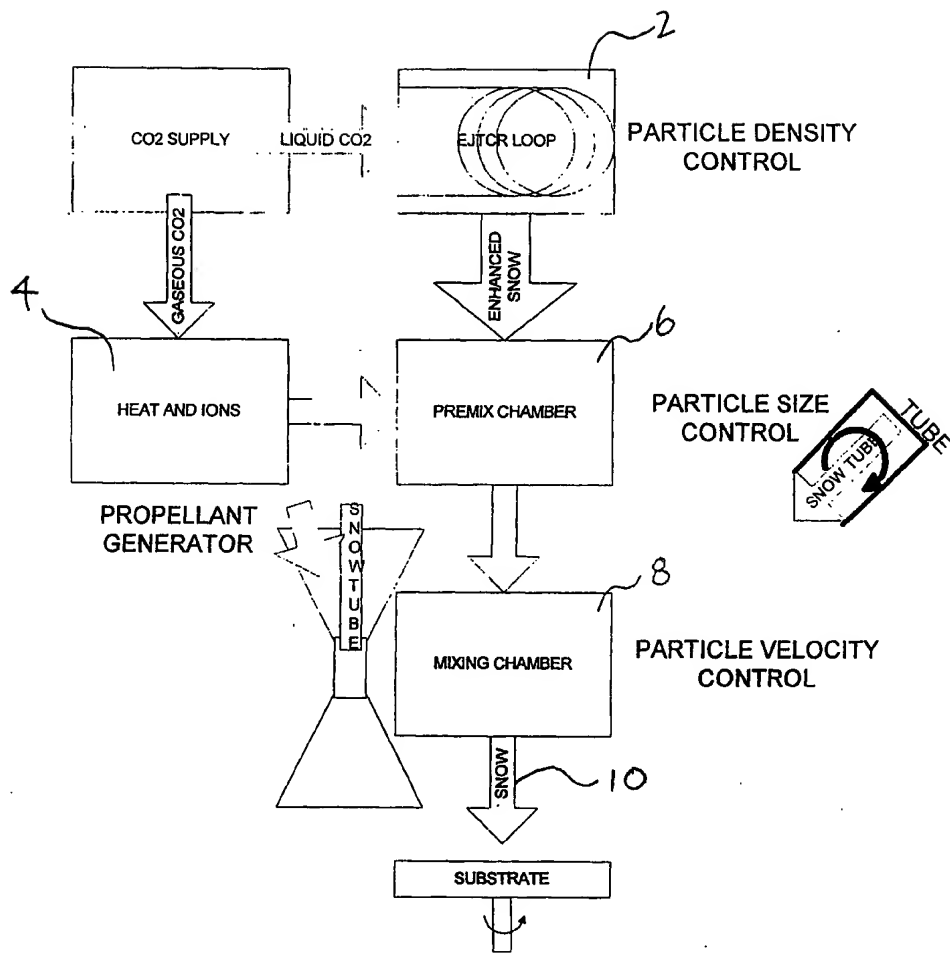 2
CO2 SUPPLY
LIQUID CO2
EJTCR LOOP
PARTICLE DENSITY
CONTROL
GASEOUS CO2
ENHANCED
SNOW
4
6
HEAT AND IONS
PREMIX CHAMBER
PARTICLE SIZE
CONTROL
SNOW TUBE
TUBE
PROPELLANT
GENERATOR
SNOWTUBE
8
MIXING CHAMBER
PARTICLE VELOCITY
CONTROL
SNOW
10
SUBSTRATE